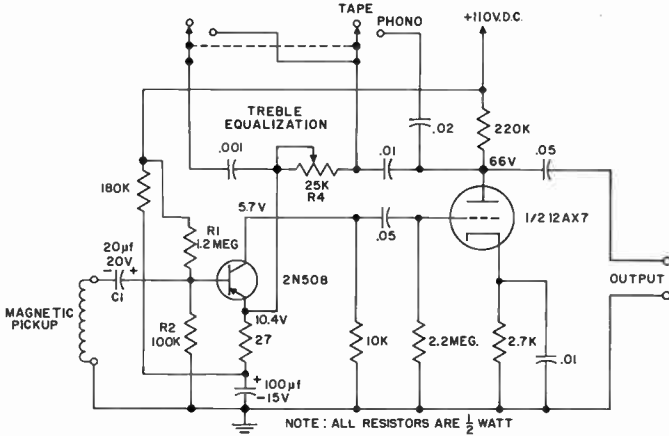 TAPE
PHONO
+110V.D.C.
TREBLE
EQUALIZATION
.001
25K
R4
.01
.02
220K
66V
.05
180K
R1
1.2MEG
5.7V
.05
1/2 12AX7
20µf
20V
- +
C1
2N508
MAGNETIC
PICKUP
R2
100K
10.4V
27
10K
2.2MEG.
2.7K
.01
OUTPUT
+
100µf
-15V
NOTE: ALL RESISTORS ARE 1/2 WATT